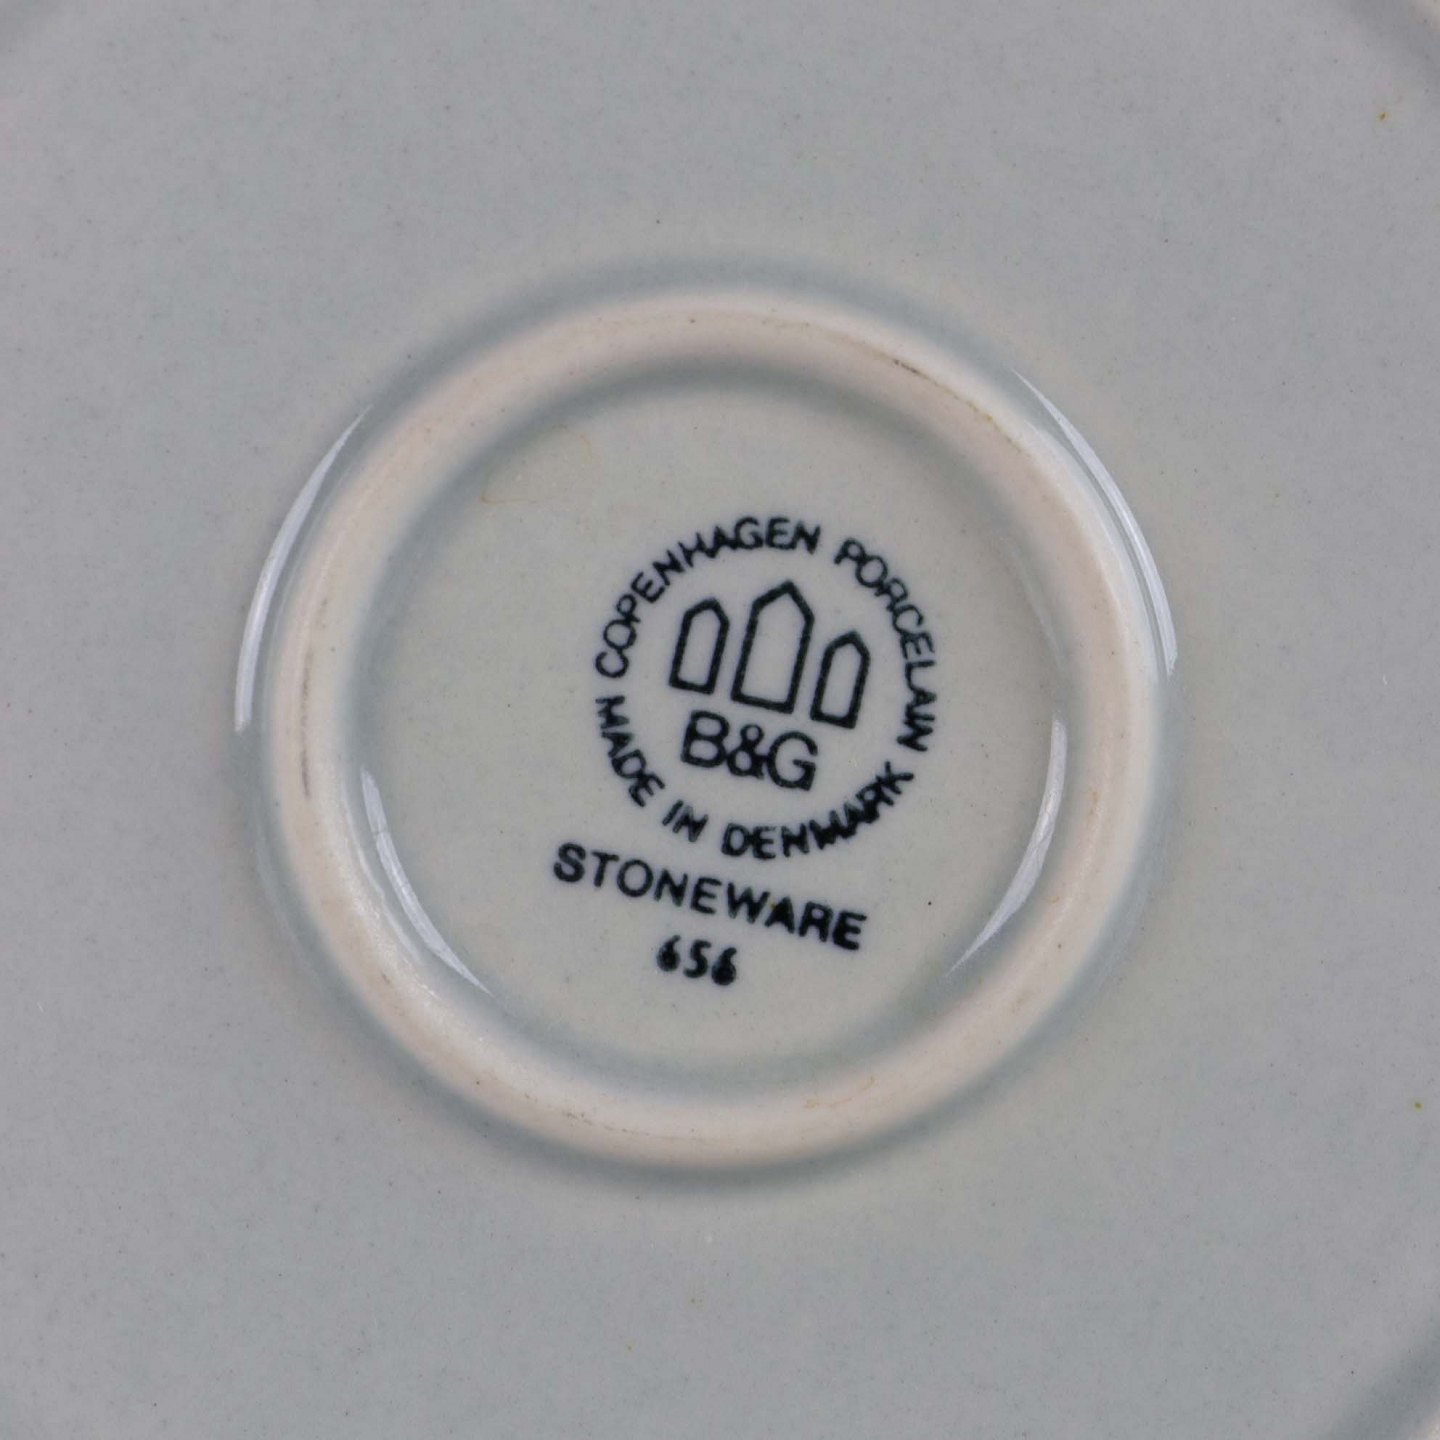 COPENHAGEN PORCELAIN
B&G
MADE IN DENMARK
STONEWARE
656